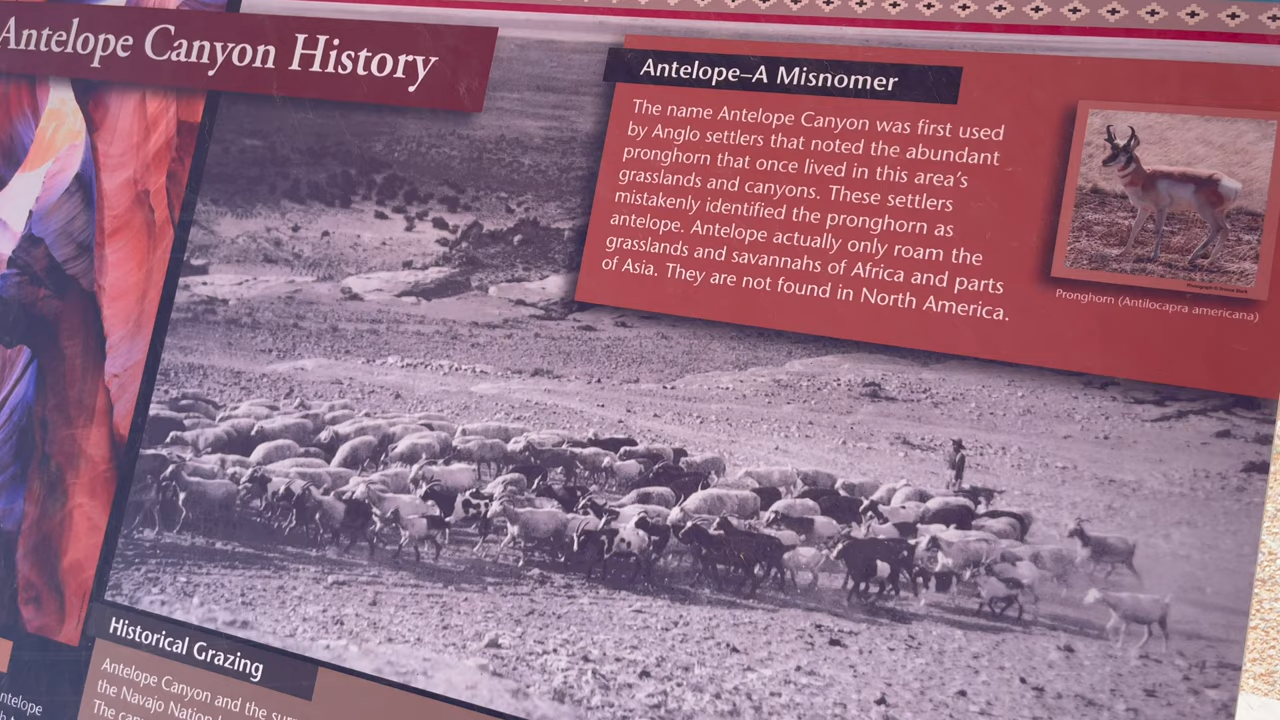 Antelope Canyon History
Antelope–A Misnomer
The name Antelope Canyon was first used
by Anglo settlers that noted the abundant
pronghorn that once lived in this area's
grasslands and canyons. These settlers
mistakenly identified the pronghorn as
antelope. Antelope actually only roam the
grasslands and savannahs of Africa and parts
of Asia. They are not found in North America.
Pronghorn (Antilocapra americana)
Historical Grazing
Antelope Canyon and the
the Navajo Nation
The
ntelope